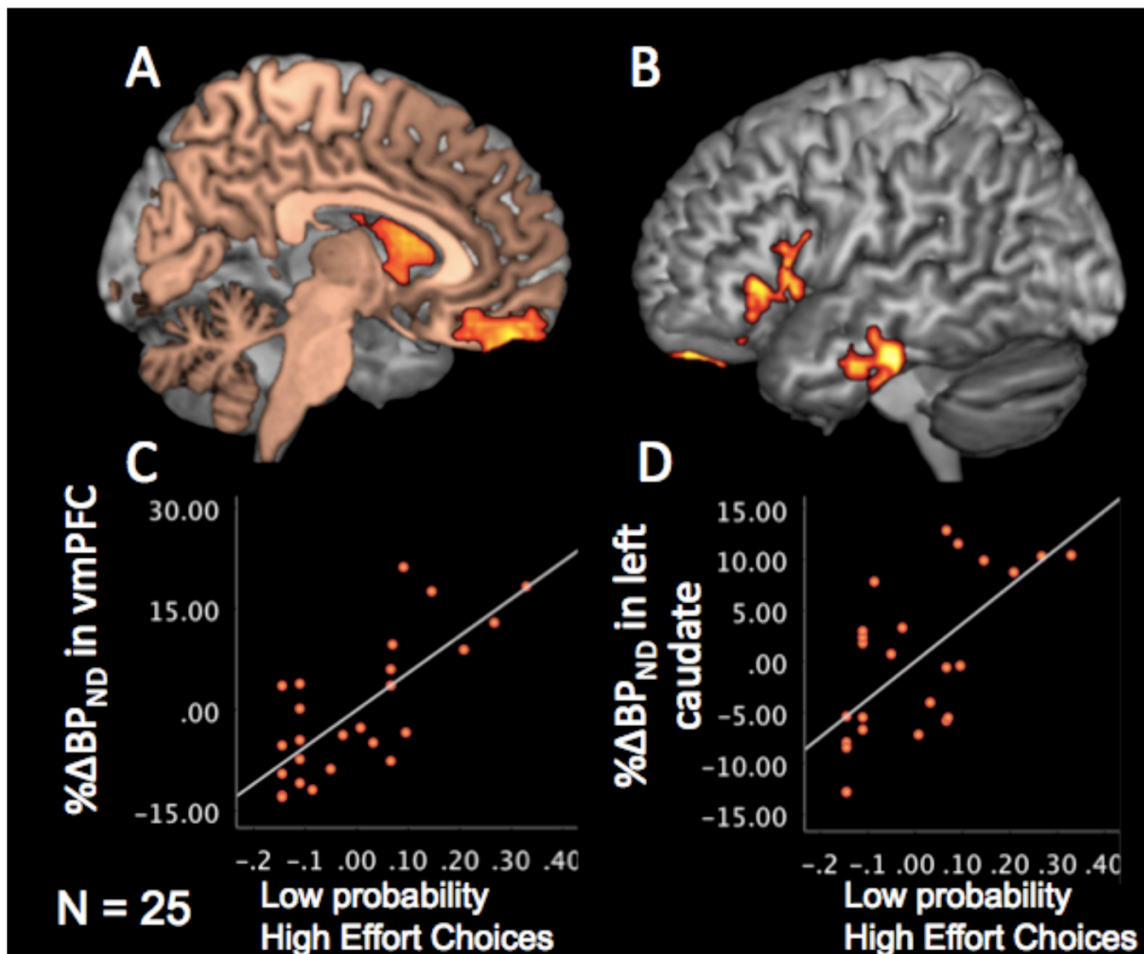 A
B
C
D
%ΔBPND in vmPFC
30.00
15.00
.00
−15.00
−.2 −.1 .00 .10 .20 .30 .40
Low probability
High Effort Choices
%ΔBPND in left
caudate
15.00
10.00
5.00
.00
−5.00
−10.00
−15.00
−.2 −.1 .00 .10 .20 .30 .40
Low probability
High Effort Choices
N = 25